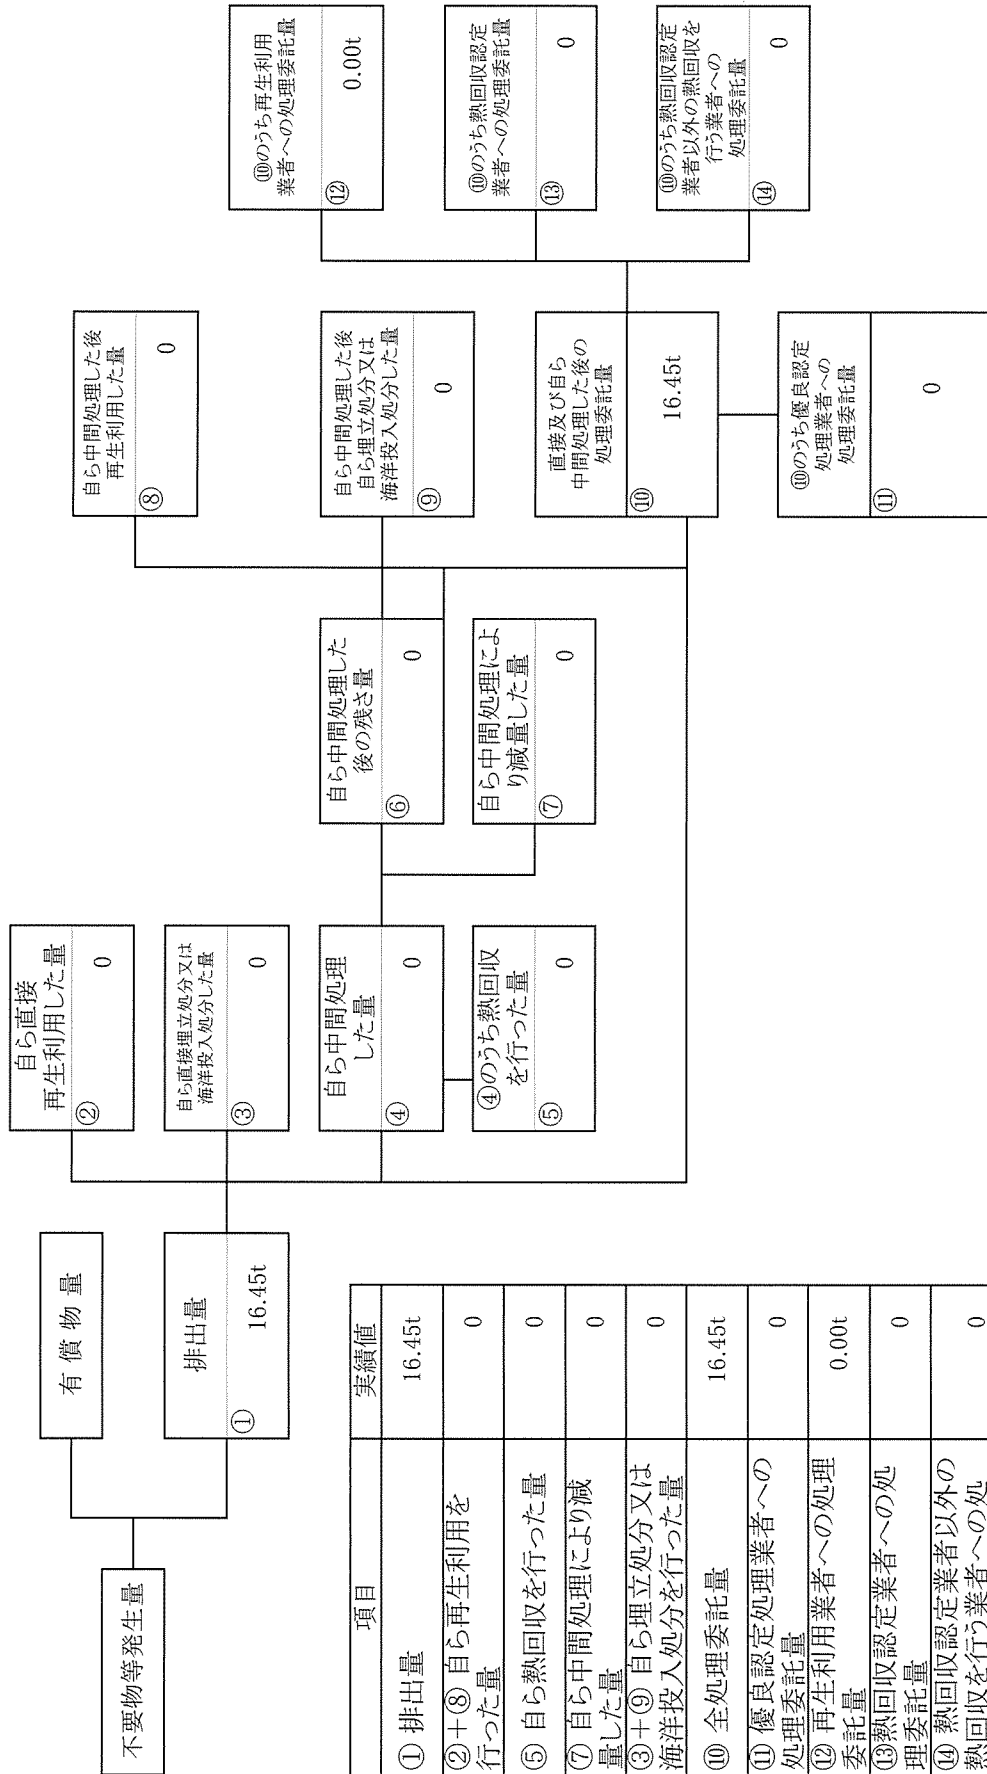 不要物等発生量
有 償 物 量
排出量
①
16.45t
自ら直接
再生利用した量
②
0
自ら直接埋立処分又は
海洋投入処分した量
③
0
自ら中間処理
した量
④
0
④のうち熱回収
を行った量
⑤
0
自ら中間処理した
後の残さ量
⑥
0
自ら中間処理によ
り減量した量
⑦
0
自ら中間処理した後
再生利用した量
⑧
0
自ら中間処理した後
自ら埋立処分又は
海洋投入処分した量
⑨
0
直接及び自ら
中間処理した後の
処理委託量
⑩
16.45t
⑩のうち優良認定
処理業者への
処理委託量
⑪
0
⑩のうち再生利用
業者への処理委託量
⑫
0.00t
⑩のうち熱回収認定
業者への処理委託量
⑬
0
⑩のうち熱回収認定
業者以外の熱回収を
行う業者への
処理委託量
⑭
0
項目
実績値
① 排出量
16.45t
②+⑧ 自ら再生利用を
行った量
0
⑤ 自ら熱回収を行った量
0
⑦ 自ら中間処理により減
量した量
0
③+⑨ 自ら埋立処分又は
海洋投入処分を行った量
0
⑩ 全処理委託量
16.45t
⑪ 優良認定処理業者への
処理委託量
0
⑫ 再生利用業者への処理
委託量
0.00t
⑬熱回収認定業者への処
理委託量
0
⑭ 熱回収認定業者以外の
熱回収を行う業者への処
0